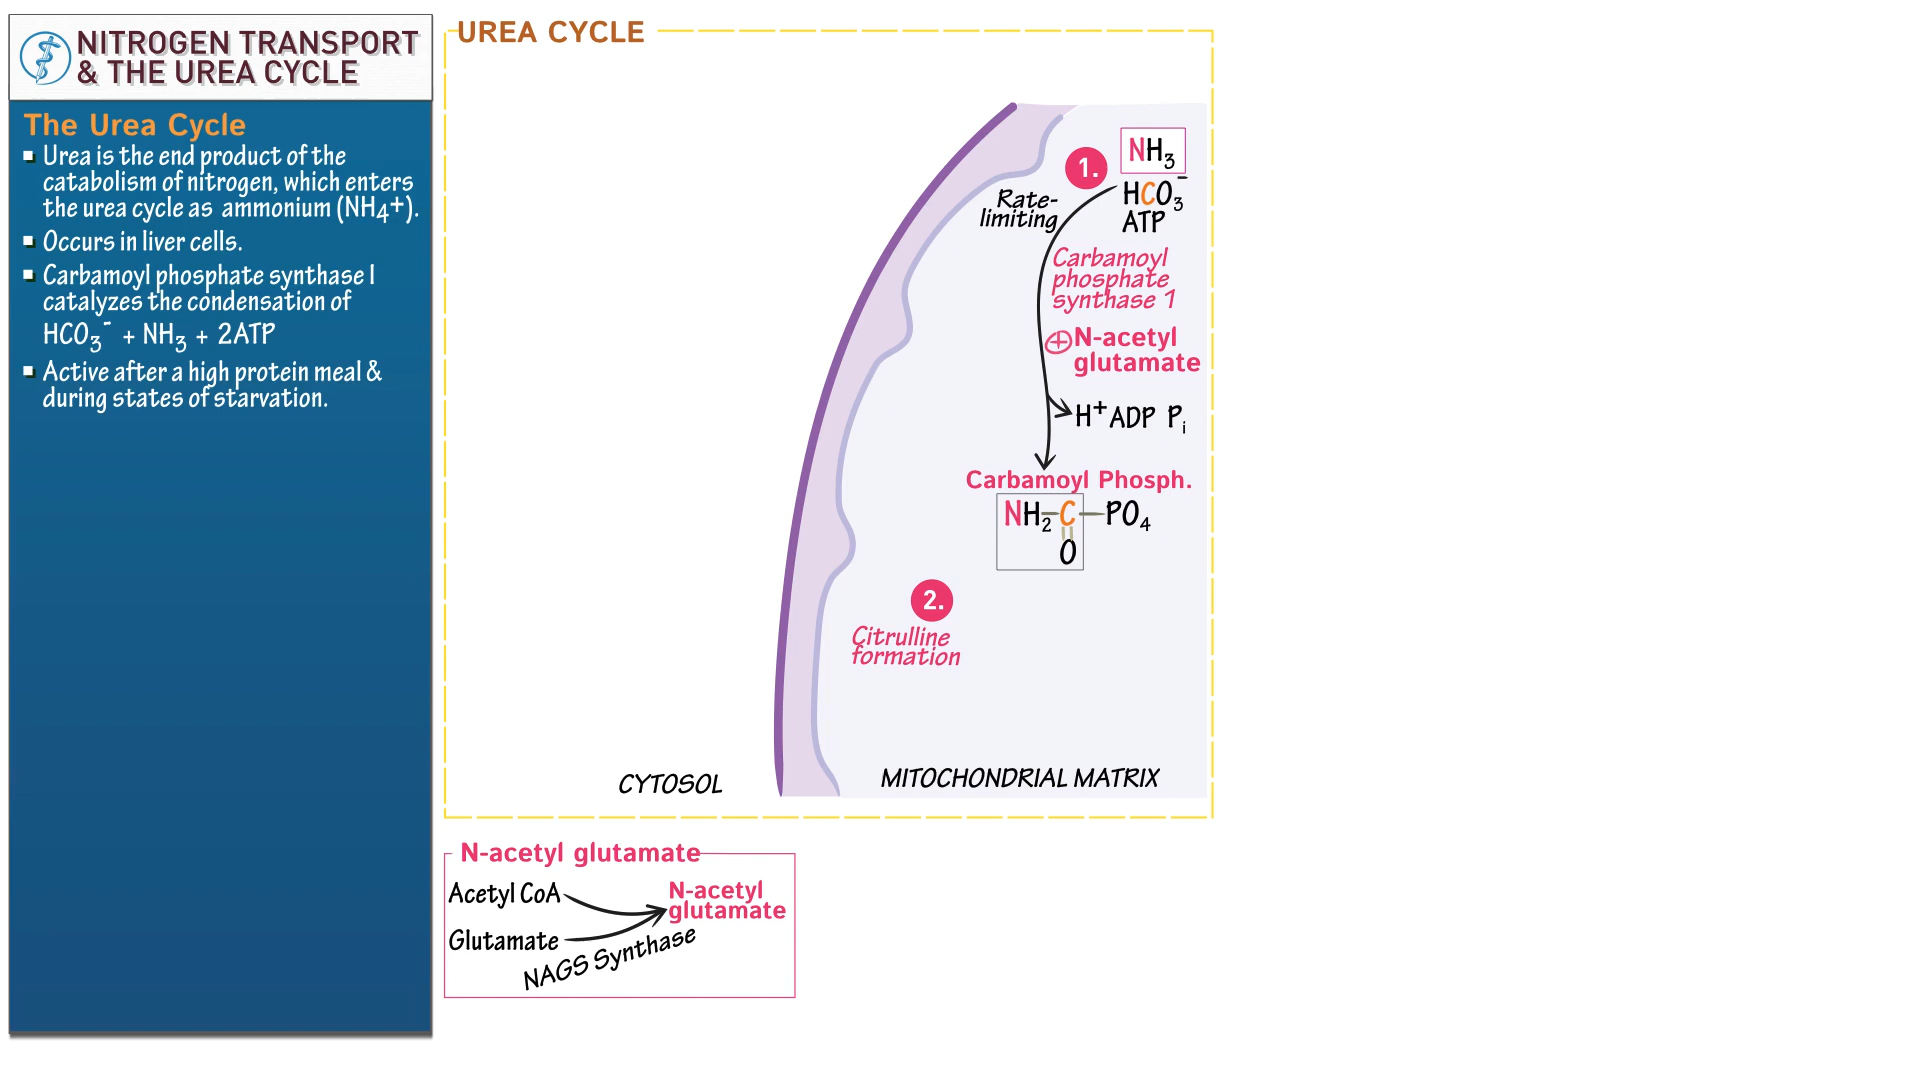 NITROGEN TRANSPORT
& THE UREA CYCLE
The Urea Cycle
Urea is the end product of the
catabolism of nitrogen, which enters
the urea cycle as ammonium (NH4+).
Occurs in liver cells.
Carbamoyl phosphate synthase I
catalyzes the condensation of
HCO3⁻ + NH3 + 2ATP
Active after a high protein meal &
during states of starvation.
UREA CYCLE
1.
NH3
HCO3⁻
ATP
Rate-
limiting
Carbamoyl
phosphate
synthase 1
+ N-acetyl
glutamate
H⁺ ADP Pi
Carbamoyl Phosph.
NH2-C-PO4
O
2.
Citrulline
formation
CYTOSOL
MITOCHONDRIAL MATRIX
N-acetyl glutamate
Acetyl CoA
N-acetyl
glutamate
Glutamate
NAGS Synthase